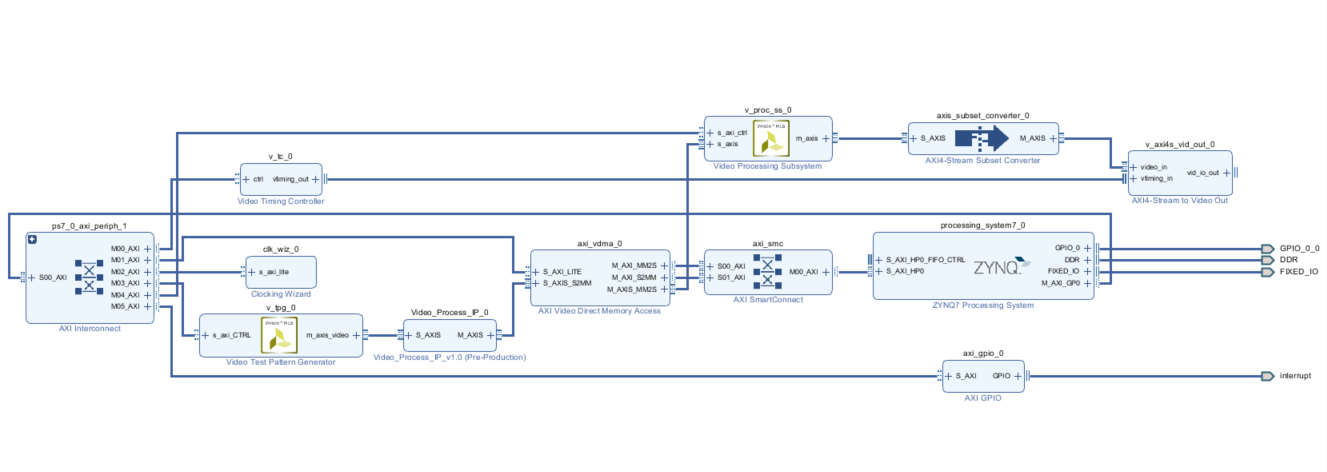 v_proc_ss_0
s_axi_ctrl
s_axis
m_axis
Video Processing Subsystem
axis_subset_converter_0
S_AXIS
M_AXIS
AXI4-Stream Subset Converter
v_axi4s_vid_out_0
video_in
vtiming_in
vid_io_out
AXI4-Stream to Video Out
v_tc_0
ctrl
vtiming_out
Video Timing Controller
ps7_0_axi_periph_1
S00_AXI
M00_AXI
M01_AXI
M02_AXI
M03_AXI
M04_AXI
M05_AXI
AXI Interconnect
clk_wiz_0
s_axi_lite
Clocking Wizard
v_tpg_0
s_axi_CTRL
m_axis_video
Video Test Pattern Generator
Video_Process_IP_0
S_AXIS
M_AXIS
Video_Process_IP_v1.0 (Pre-Production)
axi_vdma_0
S_AXI_LITE
S_AXIS_S2MM
M_AXI_MM2S
M_AXI_S2MM
M_AXIS_MM2S
AXI Video Direct Memory Access
axi_smc
S00_AXI
S01_AXI
M00_AXI
AXI SmartConnect
processing_system7_0
S_AXI_HP0_FIFO_CTRL
S_AXI_HP0
ZYNQ
GPIO_0
DDR
FIXED_IO
M_AXI_GP0
ZYNQ7 Processing System
GPIO_0_0
DDR
FIXED_IO
axi_gpio_0
S_AXI
GPIO
AXI GPIO
interrupt